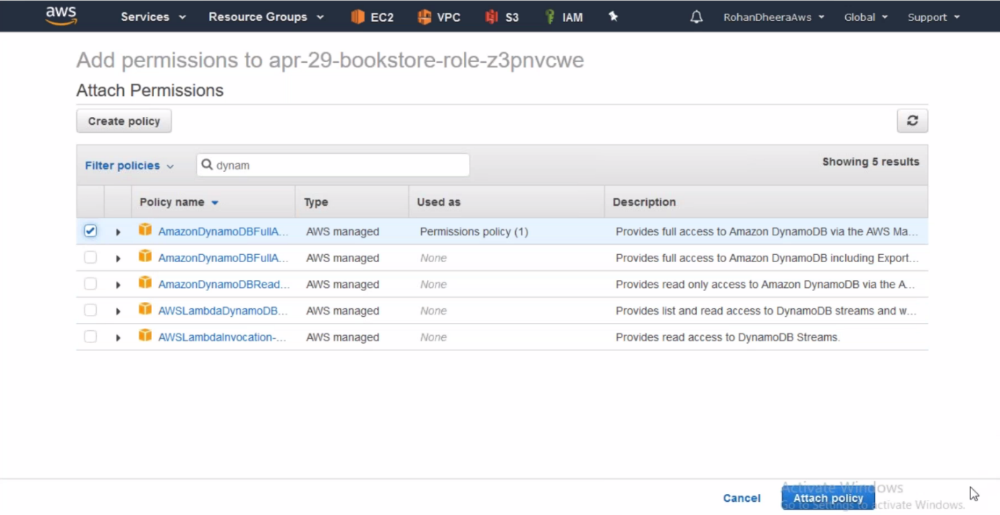 aws Services Resource Groups EC2 VPC S3 IAM RohanDheeraAws Global Support
Add permissions to apr-29-bookstore-role-z3pnvcwe
Attach Permissions
Create policy
Filter policies dynam Showing 5 results
Policy name Type Used as Description
AmazonDynamoDBFullA... AWS managed Permissions policy (1) Provides full access to Amazon DynamoDB via the AWS Ma...
AmazonDynamoDBFullA... AWS managed None Provides full access to Amazon DynamoDB including Export...
AmazonDynamoDBRead... AWS managed None Provides read only access to Amazon DynamoDB via the A...
AWSLambdaDynamoDB... AWS managed None Provides list and read access to DynamoDB streams and w...
AWSLambdaInvocation-... AWS managed None Provides read access to DynamoDB Streams.
Activate Windows
Cancel Attach policy
Go to Settings to activate Windows.